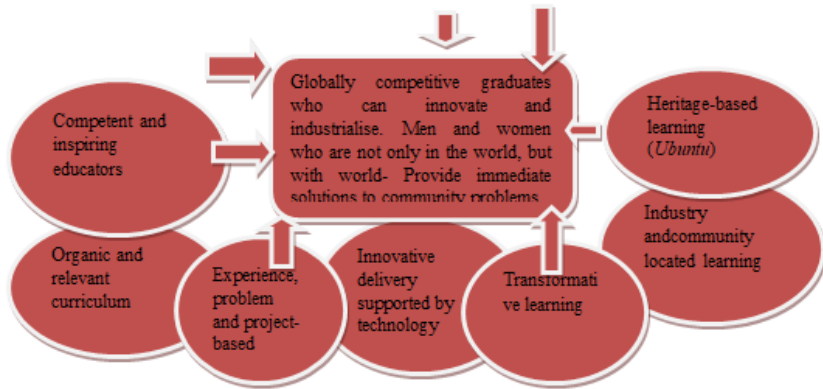 Globally competitive graduates
who can innovate and
industrialise. Men and women
who are not only in the world, but
with world- Provide immediate
solutions to community problems
Competent and
inspiring
educators
Heritage-based
learning
(Ubuntu)
Organic and
relevant
curriculum
Experience,
problem
and project-
based
Innovative
delivery
supported by
technology
Transformati
ve learning
Industry
andcommunity
located learning